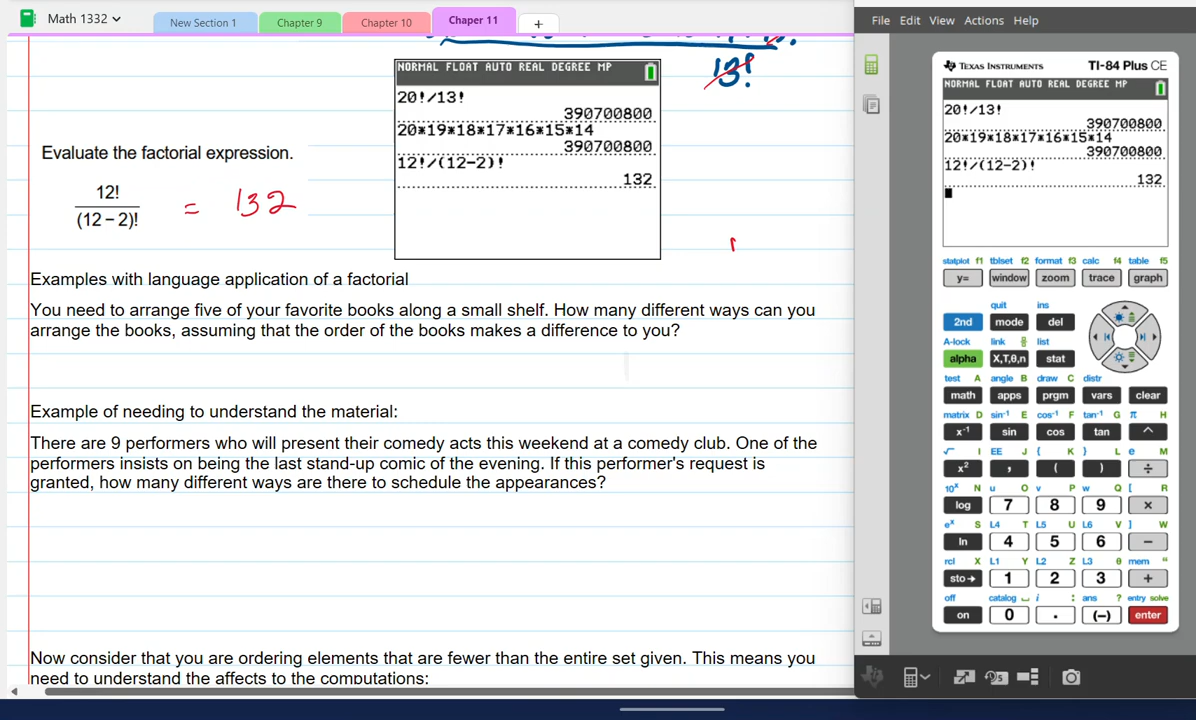 Math 1332
New Section 1
Chapter 9
Chapter 10
Chaper 11
+
13!
NORMAL FLOAT AUTO REAL DEGREE MP
20!/13!
390700800
20*19*18*17*16*15*14
390700800
12!/(12-2)!
132
Evaluate the factorial expression.
12!
(12 – 2)!
= 132
Examples with language application of a factorial
You need to arrange five of your favorite books along a small shelf. How many different ways can you
arrange the books, assuming that the order of the books makes a difference to you?
Example of needing to understand the material:
There are 9 performers who will present their comedy acts this weekend at a comedy club. One of the
performers insists on being the last stand-up comic of the evening. If this performer's request is
granted, how many different ways are there to schedule the appearances?
Now consider that you are ordering elements that are fewer than the entire set given. This means you
need to understand the affects to the computations:
File Edit View Actions Help
TEXAS INSTRUMENTS TI-84 Plus CE
NORMAL FLOAT AUTO REAL DEGREE MP
20!/13!
390700800
20*19*18*17*16*15*14
390700800
12!/(12-2)!
132
statplot f1 tblset f2 format f3 calc f4 table f5
y= window zoom trace graph
quit ins
2nd mode del
A-lock link list
alpha X,T,θ,n stat
test A angle B draw C distr
math apps prgm vars clear
matrix D sin⁻¹ E cos⁻¹ F tan⁻¹ G π H
x⁻¹ sin cos tan ^
√ I EE J { K } L e M
x² , ( ) ÷
10ˣ N u O v P w Q [ R
log 7 8 9 ×
eˣ S L4 T L5 U L6 V ] W
ln 4 5 6 −
rcl X L1 Y L2 Z L3 θ mem "
sto→ 1 2 3 +
off catalog i : ans ? entry solve
on 0 . (−) enter